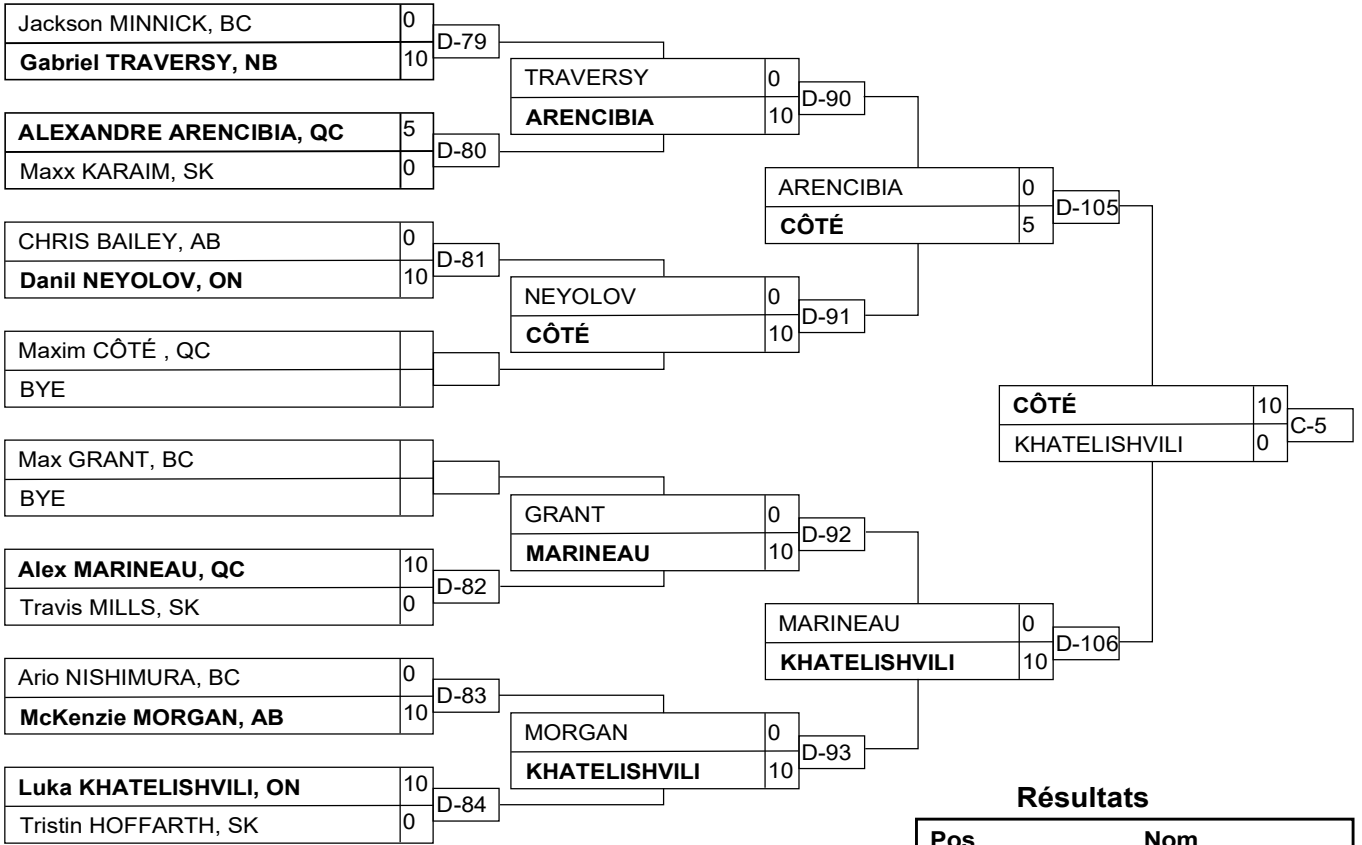 Jackson MINNICK, BC 0
D-79
Gabriel TRAVERSY, NB 10
ALEXANDRE ARENCIBIA, QC 5
D-80
Maxx KARAIM, SK 0
CHRIS BAILEY, AB 0
D-81
Danil NEYOLOV, ON 10
Maxim CÔTÉ , QC
BYE
Max GRANT, BC
BYE
Alex MARINEAU, QC 10
D-82
Travis MILLS, SK 0
Ario NISHIMURA, BC 0
D-83
McKenzie MORGAN, AB 10
Luka KHATELISHVILI, ON 10
D-84
Tristin HOFFARTH, SK 0
TRAVERSY 0
D-90
ARENCIBIA 10
NEYOLOV 0
D-91
CÔTÉ 10
GRANT 0
D-92
MARINEAU 10
MORGAN 0
D-93
KHATELISHVILI 10
ARENCIBIA 0
D-105
CÔTÉ 5
MARINEAU 0
D-106
KHATELISHVILI 10
CÔTÉ 10
C-5
KHATELISHVILI 0
Résultats
Pos Nom